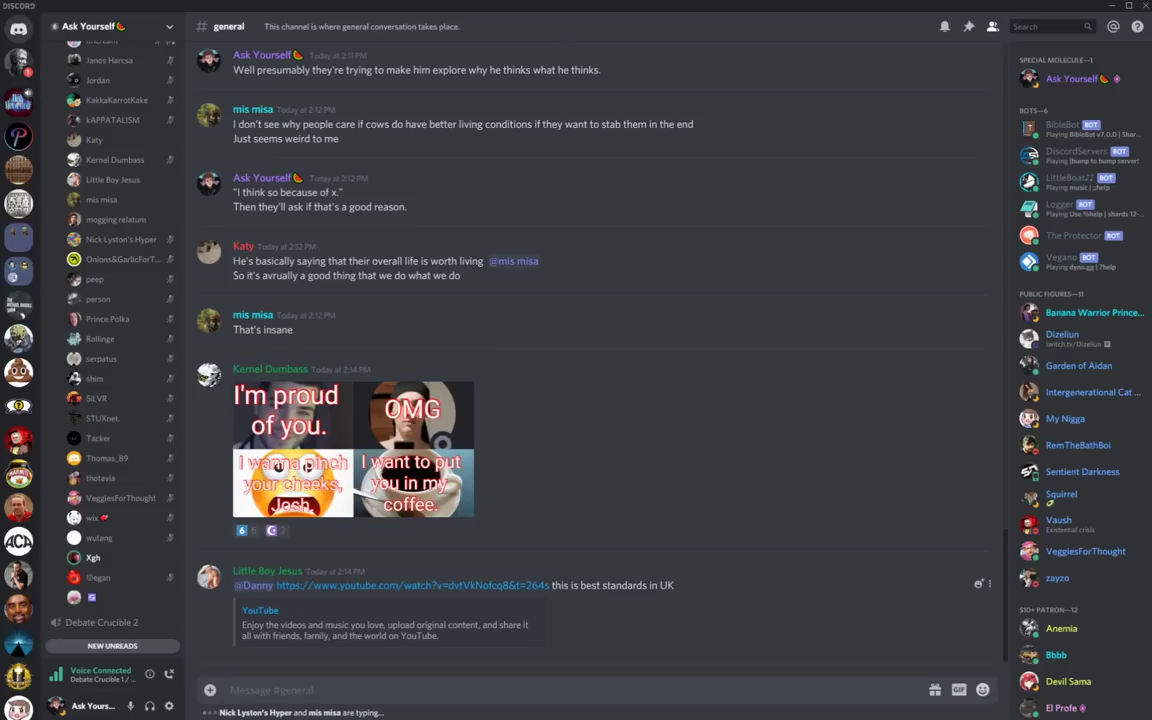 DISCORD
Ask Yourself🍉
Janos Harcsa
Jordan
KakkaKarrotKake
kAPPATALISM
Katy
Kernel Dumbass
Little Boy Jesus
mis misa
mogging relatum
Nick Lyston's Hyper
Onions&GarlicForT...
peep
person
Prince Polka
Rollinge
serpatus
shim
SiLVR
STUXnet.
Tacker
Thomas_89
thotavia
VeggiesForThought
wix 💕
wutang
Xgh
Debate Crucible 2
NEW UNREADS
Voice Connected
Debate Crucible 1 / ...
Ask Yours...
# general
This channel is where general conversation takes place.
Search
Ask Yourself🍉 Today at 2:11 PM
Well presumably they're trying to make him explore why he thinks what he thinks.
mis misa Today at 2:12 PM
I don't see why people care if cows do have better living conditions if they want to stab them in the end
Just seems weird to me
Ask Yourself🍉 Today at 2:12 PM
"I think so because of x."
Then they'll ask if that's a good reason.
Katy Today at 2:12 PM
He's basically saying that their overall life is worth living @mis misa
So it's avrually a good thing that we do what we do
mis misa Today at 2:12 PM
That's insane
Kernel Dumbass Today at 2:14 PM
I'm proud
of you.
OMG
I wanna pinch
your cheeks,
Josh.
I want to put
you in my
coffee.
6 6 2
Little Boy Jesus Today at 2:14 PM
@Danny https://www.youtube.com/watch?v=dvtVkNofcq8&t=264s this is best standards in UK
YouTube
Enjoy the videos and music you love, upload original content, and share it
all with friends, family, and the world on YouTube.
Message #general
GIF
Nick Lyston's Hyper and mis misa are typing...
SPECIAL MOLECULE—1
Ask Yourself🍉
BOTS—6
BibleBot BOT
Playing BibleBot v7.0.0 | Shar...
DiscordServers BOT
Playing !bump to bump server!
LittleBoat♫♪ BOT
Playing music | ;;help
Logger BOT
Playing Use %help | shards 12-...
The Protector BOT
Vegano BOT
Playing dyno.gg | ?help
PUBLIC FIGURES—11
Banana Warrior Prince...
Dizeliun
twitch.tv/Dizeliun
Garden of Aidan
Intergenerational Cat ...
My Nigga
RemTheBathBoi
Sentient Darkness
Squirrel
Vaush
Existential crisis
VeggiesForThought
zayzo
$10+ PATRON—12
Anemia
Bbbb
Devil Sama
El Profe